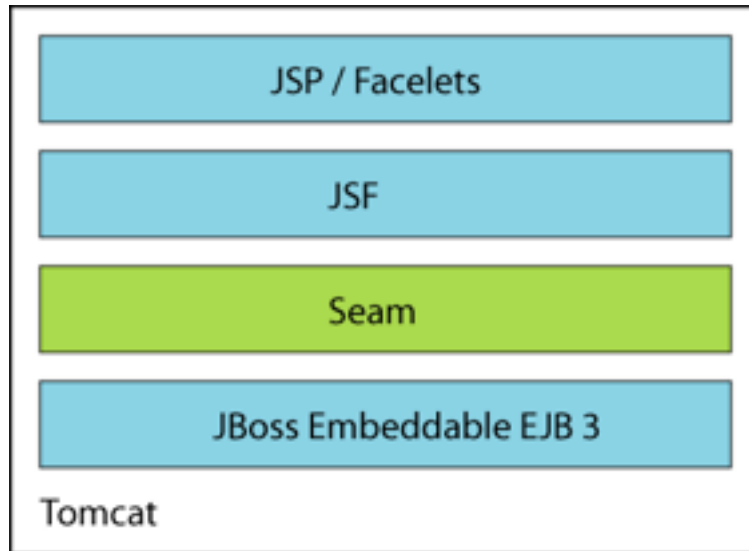 JSP / Facelets
JSF
Seam
JBoss Embeddable EJB 3
Tomcat